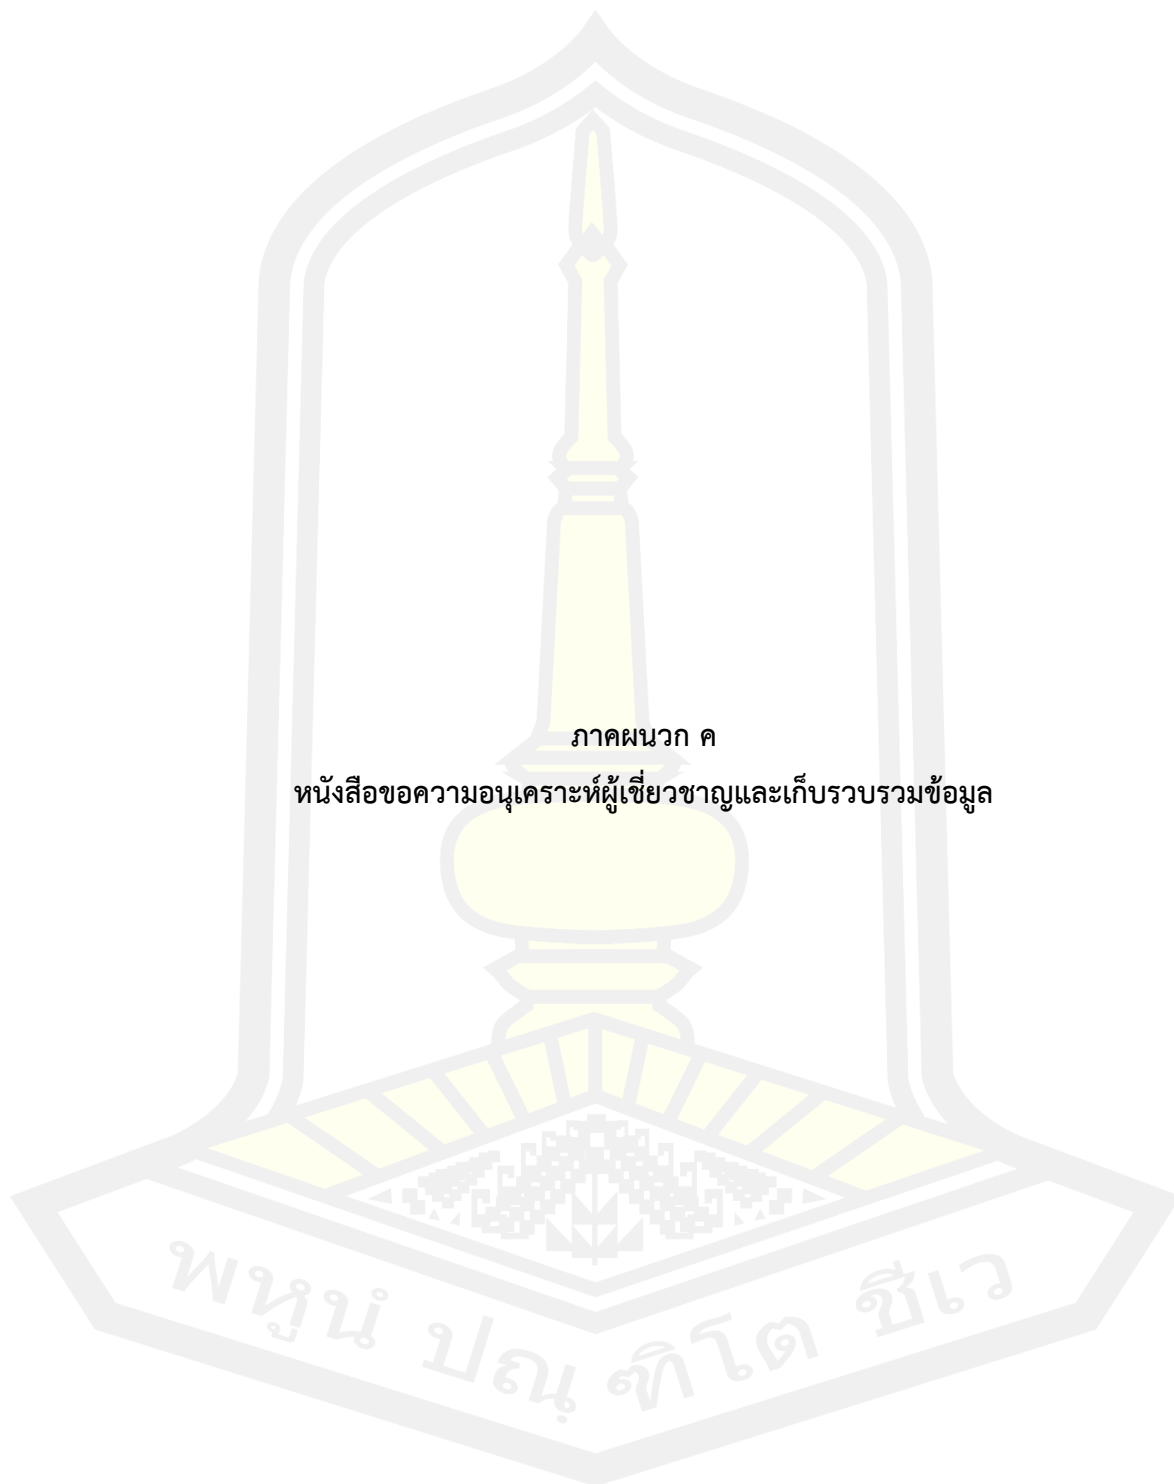 ภาคผนวก ค
หนังสือขอความอนุเคราะห์ผู้เชี่ยวชาญและเก็บรวบรวมข้อมูล
พหูนํ ปณฺฑิโต ชีเว